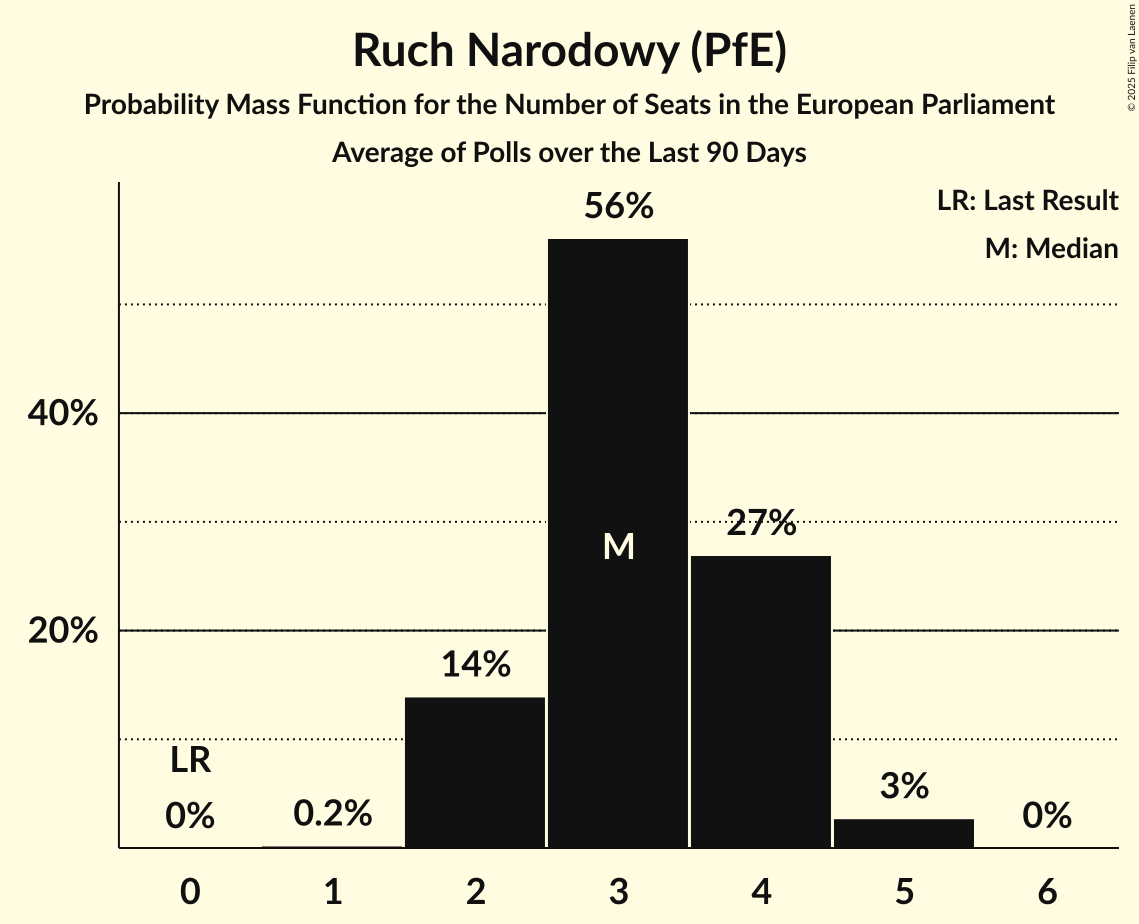 Ruch Narodowy (PfE)
Probability Mass Function for the Number of Seats in the European Parliament
Average of Polls over the Last 90 Days
© 2025 Filip van Laenen
LR: Last Result
M: Median
56%
40%
27%
M
20%
14%
LR
0%
0.2%
3%
0%
0 1 2 3 4 5 6